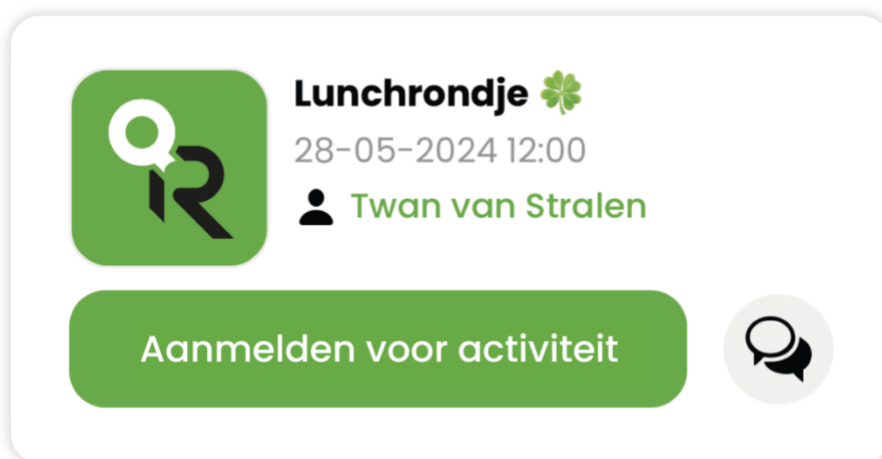 Lunchrondje 🍀
28-05-2024 12:00
Twan van Stralen
Aanmelden voor activiteit